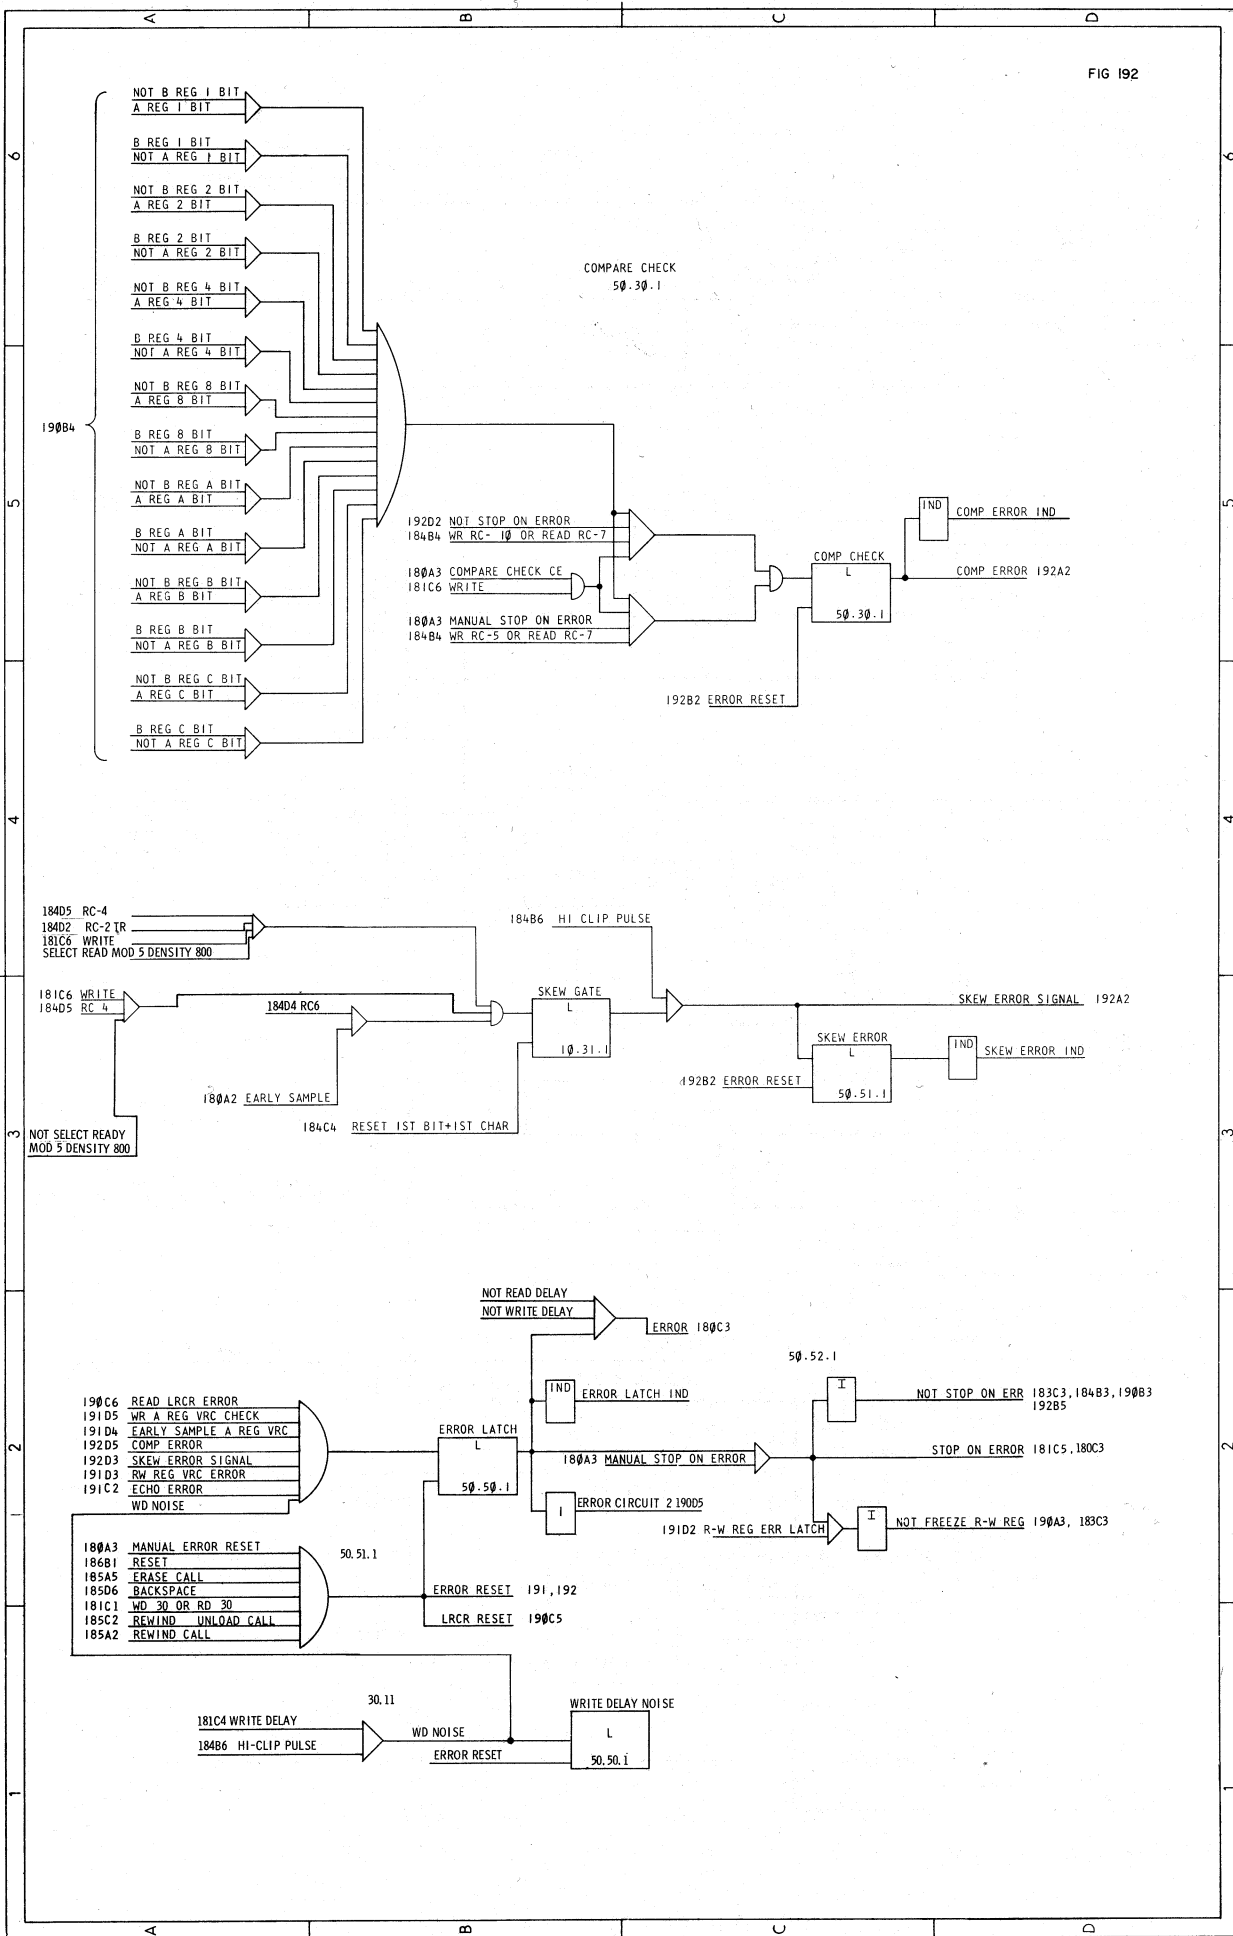 A B C D
FIG 192
6 6
NOT B REG 1 BIT
A REG 1 BIT
B REG 1 BIT
NOT A REG 1 BIT
NOT B REG 2 BIT
A REG 2 BIT
B REG 2 BIT
NOT A REG 2 BIT
NOT B REG 4 BIT
A REG 4 BIT
B REG 4 BIT
NOT A REG 4 BIT
NOT B REG 8 BIT
A REG 8 BIT
190B4
B REG 8 BIT
NOT A REG 8 BIT
NOT B REG A BIT
A REG A BIT
B REG A BIT
NOT A REG A BIT
NOT B REG B BIT
A REG B BIT
B REG B BIT
NOT A REG B BIT
NOT B REG C BIT
A REG C BIT
B REG C BIT
NOT A REG C BIT
COMPARE CHECK
50.30.1
5 5
192D2 NOT STOP ON ERROR
184B4 WR RC- 10 OR READ RC-7
180A3 COMPARE CHECK CE
181C6 WRITE
180A3 MANUAL STOP ON ERROR
184B4 WR RC-5 OR READ RC-7
COMP CHECK
L
50.30.1
192B2 ERROR RESET
IND
COMP ERROR IND
COMP ERROR 192A2
4 4
184D5 RC-4
184D2 RC-2 TR
181C6 WRITE
SELECT READ MOD 5 DENSITY 800
184B6 HI CLIP PULSE
181C6 WRITE
184D5 RC 4
184D4 RC6
SKEW GATE
L
10.31.1
SKEW ERROR SIGNAL 192A2
SKEW ERROR
L
50.51.1
IND
SKEW ERROR IND
180A2 EARLY SAMPLE
192B2 ERROR RESET
184C4 RESET 1ST BIT+1ST CHAR
3 3
NOT SELECT READY
MOD 5 DENSITY 800
NOT READ DELAY
NOT WRITE DELAY
ERROR 180C3
50.52.1
190C6 READ LRCR ERROR
191D5 WR A REG VRC CHECK
191D4 EARLY SAMPLE A REG VRC
192D5 COMP ERROR
192D3 SKEW ERROR SIGNAL
191D3 RW REG VRC ERROR
191C2 ECHO ERROR
WD NOISE
IND
ERROR LATCH IND
ERROR LATCH
L
50.50.1
I
NOT STOP ON ERR 183C3,184B3,190B3
192B5
2 2
180A3 MANUAL STOP ON ERROR
STOP ON ERROR 181C5,180C3
I
ERROR CIRCUIT 2 190D5
191D2 R-W REG ERR LATCH
I
NOT FREEZE R-W REG 190A3, 183C3
180A3 MANUAL ERROR RESET
186B1 RESET
185A5 ERASE CALL
185D6 BACKSPACE
181C1 WD 30 OR RD 30
185C2 REWIND UNLOAD CALL
185A2 REWIND CALL
50.51.1
ERROR RESET 191,192
LRCR RESET 190C5
30.11
181C4 WRITE DELAY
184B6 HI-CLIP PULSE
WD NOISE
ERROR RESET
WRITE DELAY NOISE
L
50.50.1
1 1
A B C D